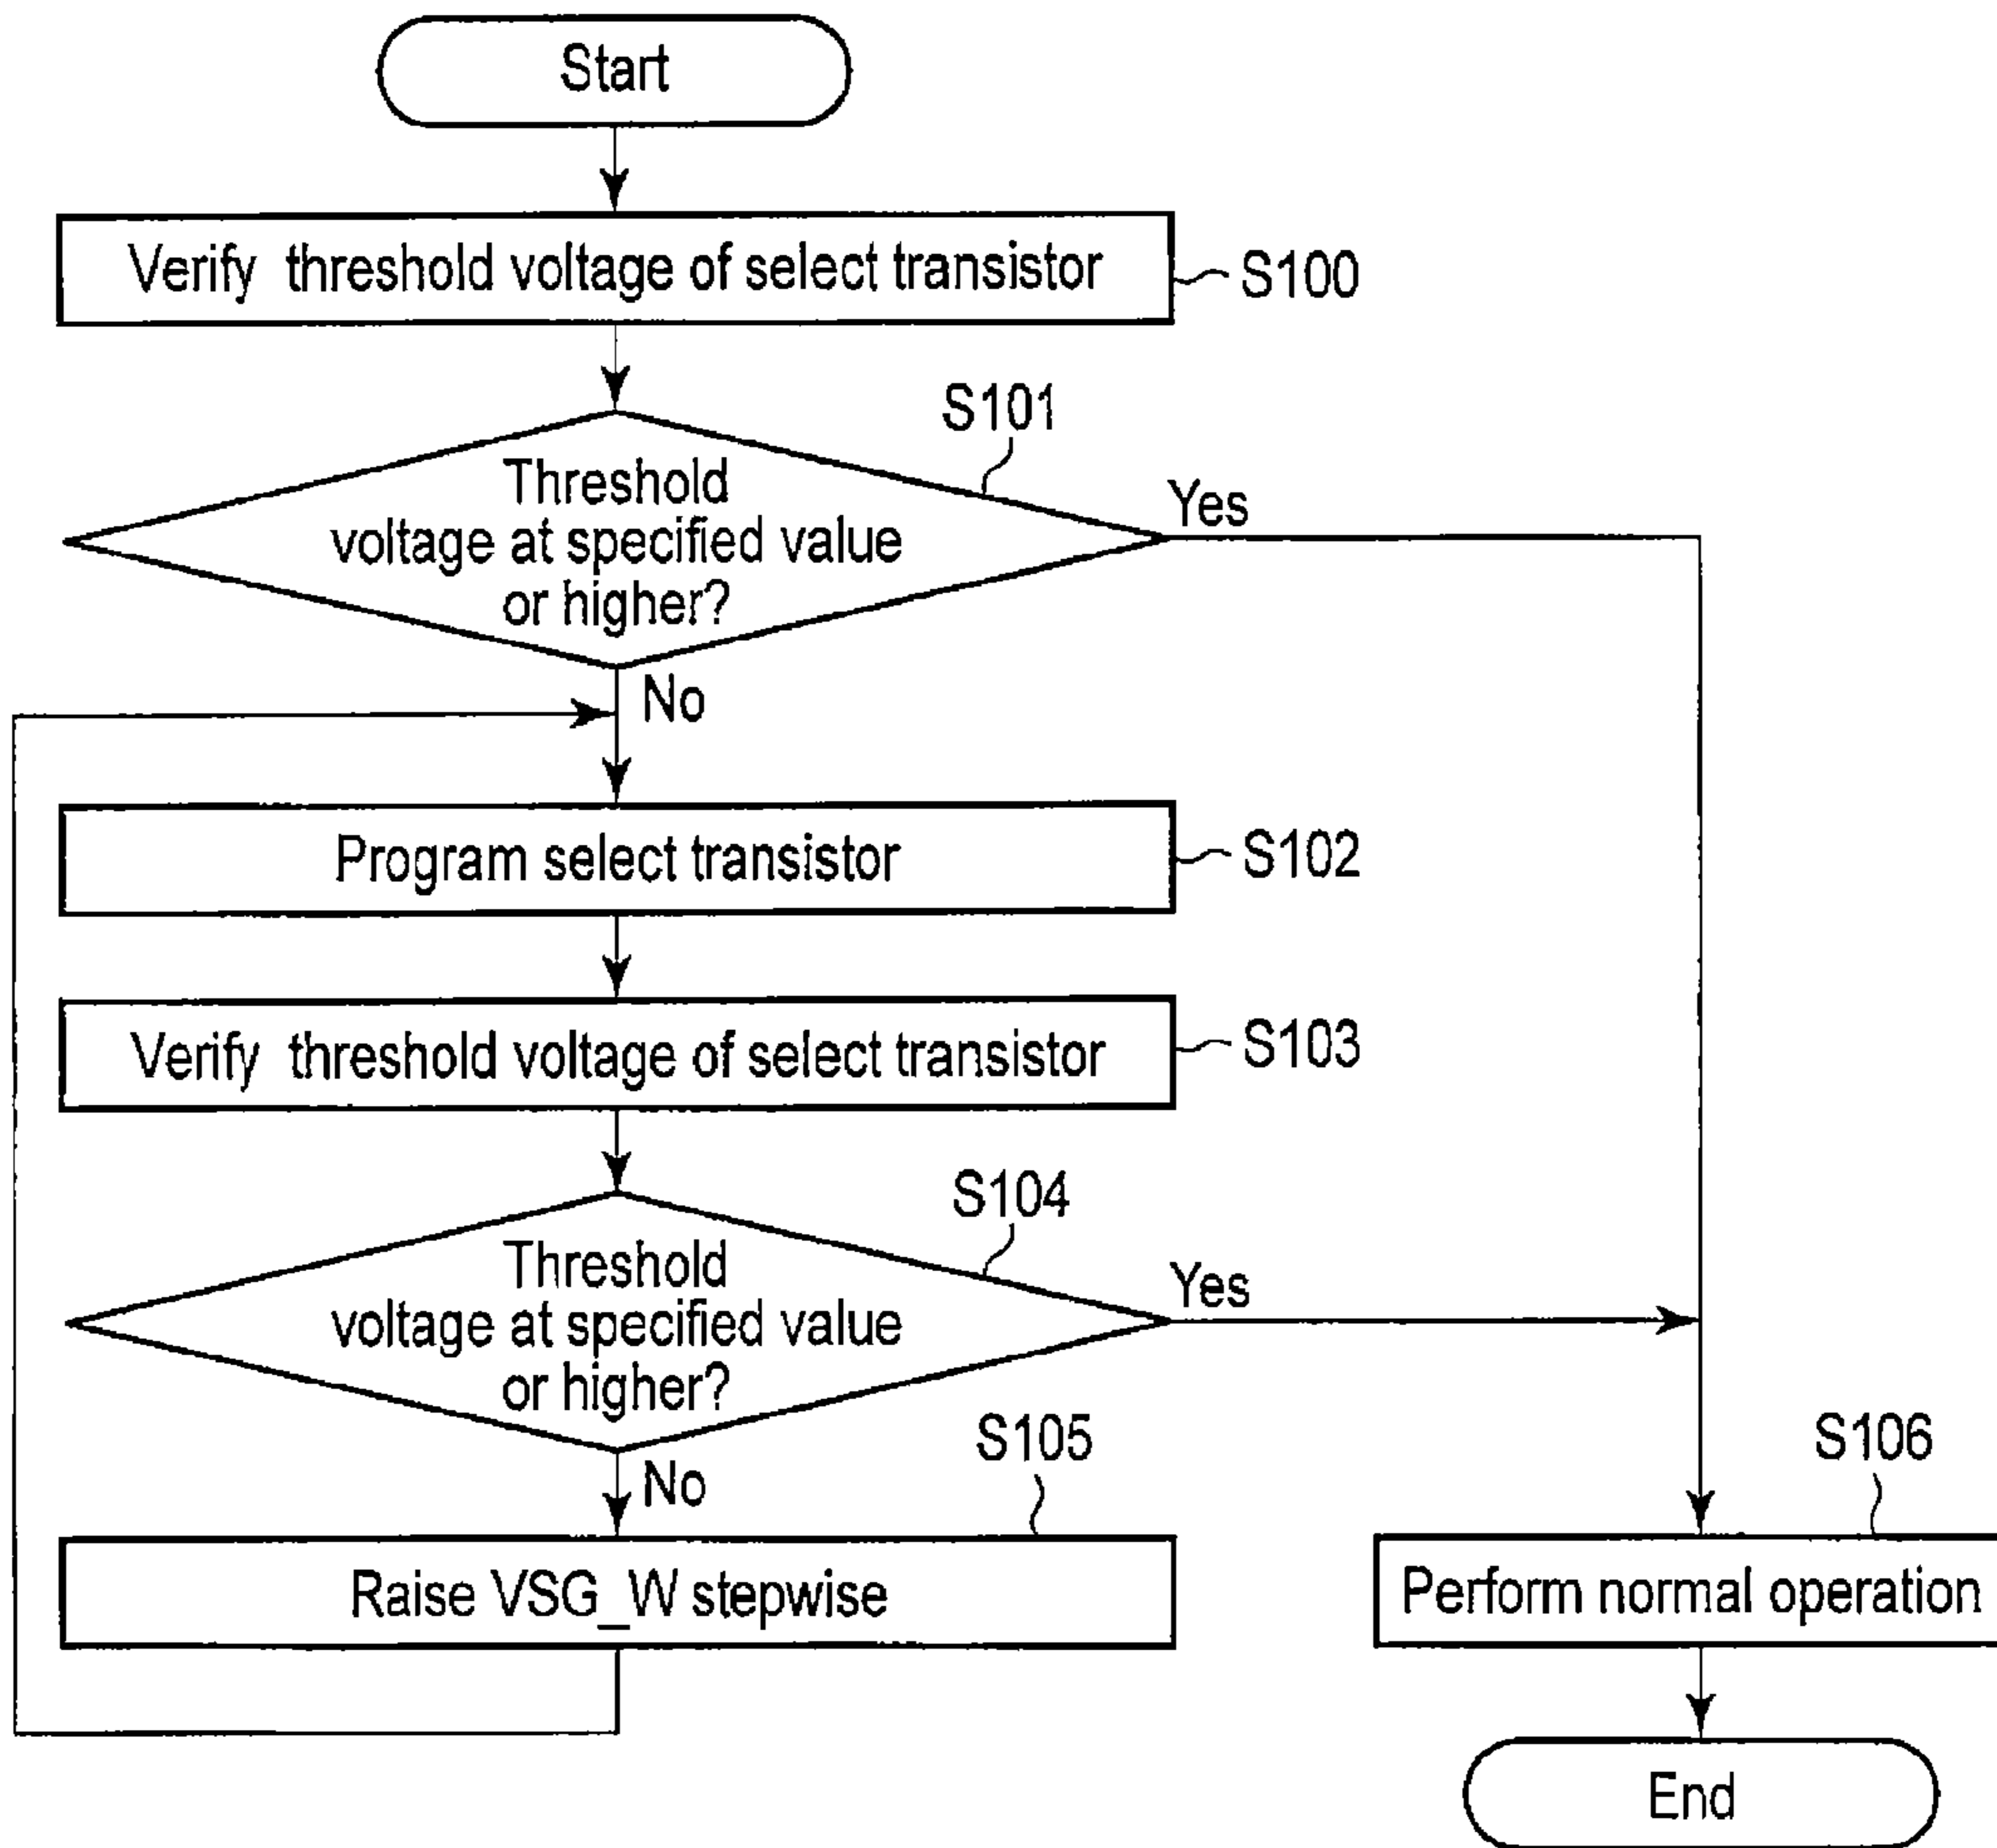 Start
Verify threshold voltage of select transistor
S100
S101
Threshold
voltage at specified value
or higher?
Yes
No
Program select transistor
S102
Verify threshold voltage of select transistor
S103
S104
Threshold
voltage at specified value
or higher?
Yes
No
S105
Raise VSG_W stepwise
S106
Perform normal operation
End